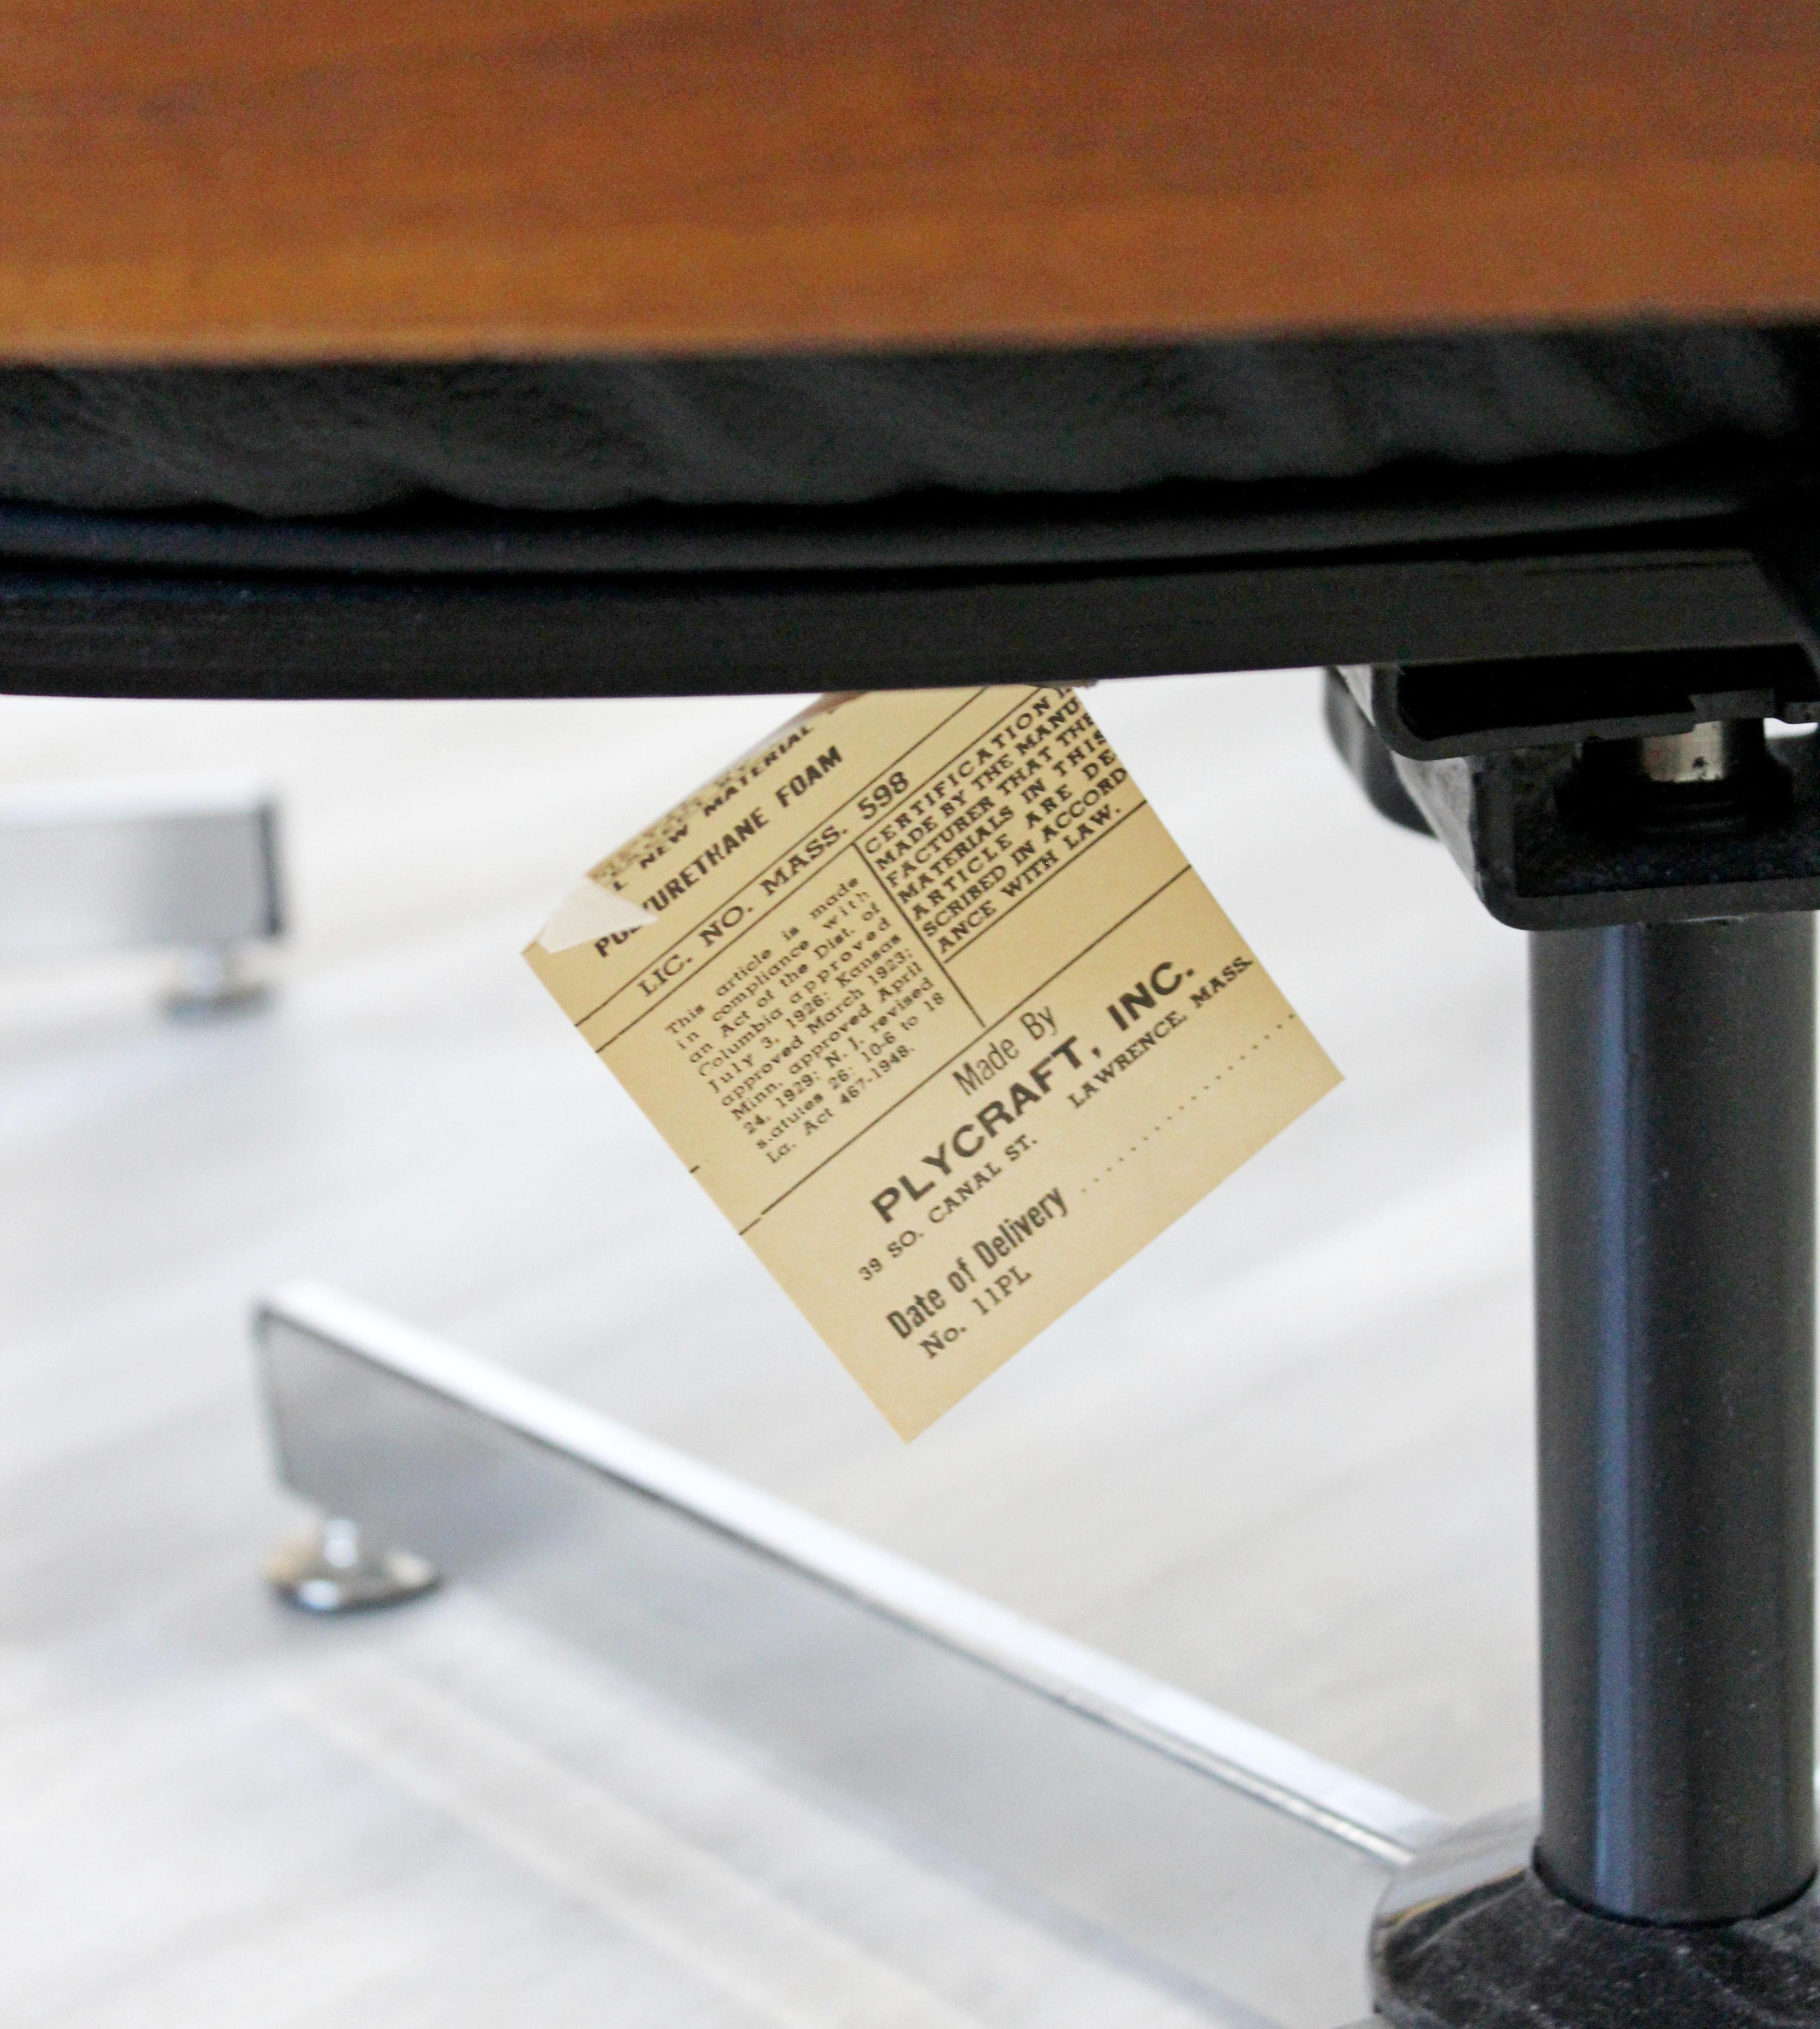 L NEW MATERIAL
URETHANE FOAM
LIC. NO. MASS. 598
This article is made
in compliance with
an Act of the Dist. of
Columbia approved
July 3, 1926; Kansas
approved March 1923;
Minn. approved April
24, 1929; N. J. revised
s.atutes 26: 10-6 to 18
La. Act 467-1948.
CERTIFICATION
MADE BY THE MANU
FACTURER THAT THE
MATERIALS IN THIS
ARTICLE ARE DE
SCRIBED IN ACCORD
ANCE WITH LAW.
Made By
PLYCRAFT, INC.
39 SO. CANAL ST. LAWRENCE, MASS.
Date of Delivery ....................
No. 11PL